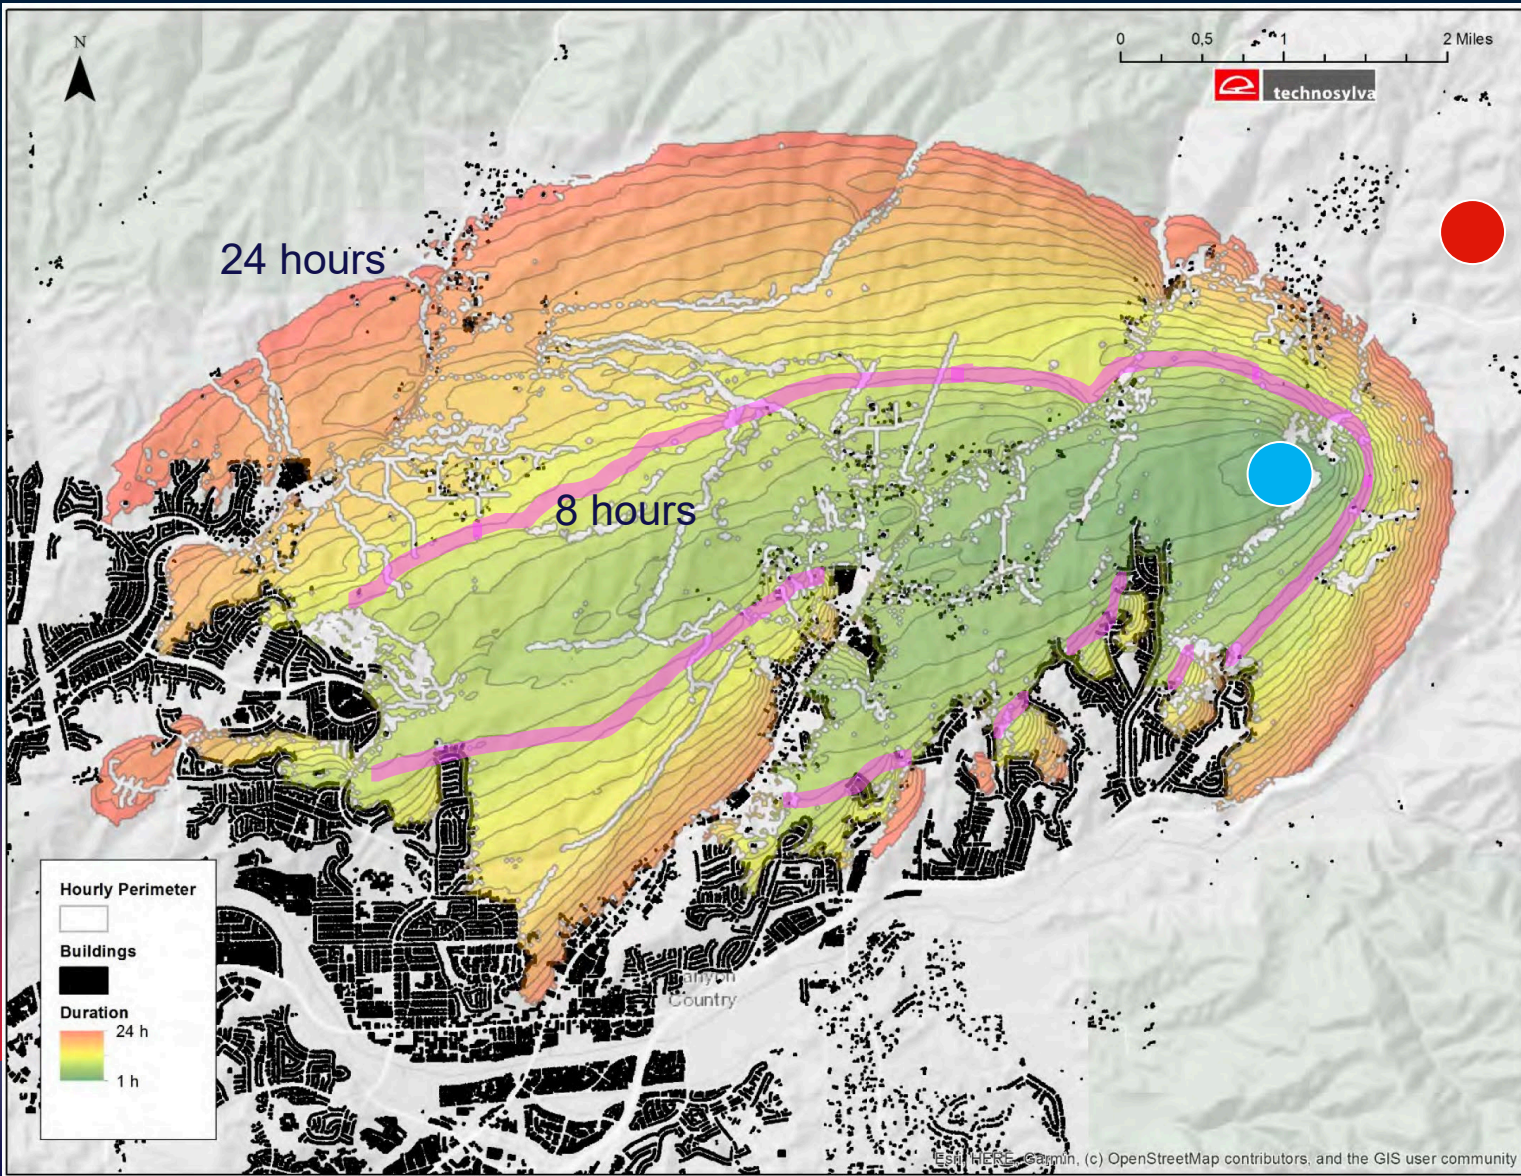 N
0 0,5 1 2 Miles
technosylva
24 hours
8 hours
Canyon
Country
Hourly Perimeter
Buildings
Duration
24 h
1 h
Esri, HERE, Garmin, (c) OpenStreetMap contributors, and the GIS user community